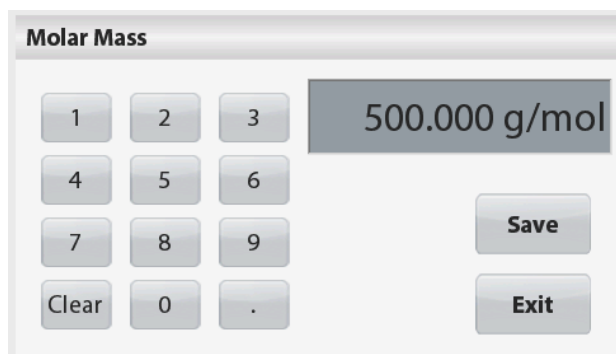 Molar Mass
1 2 3
500.000 g/mol
4 5 6
7 8 9
Save
Clear 0 .
Exit